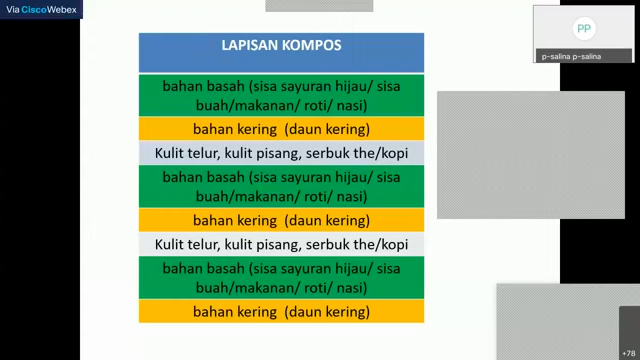 Via Cisco Webex
LAPISAN KOMPOS
PP
p-salina p-salina
bahan basah (sisa sayuran hijau/ sisa
buah/makanan/ roti/ nasi)
bahan kering (daun kering)
Kulit telur, kulit pisang, serbuk the/kopi
bahan basah (sisa sayuran hijau/ sisa
buah/makanan/ roti/ nasi)
bahan kering (daun kering)
Kulit telur, kulit pisang, serbuk the/kopi
bahan basah (sisa sayuran hijau/ sisa
buah/makanan/ roti/ nasi)
bahan kering (daun kering)
+78